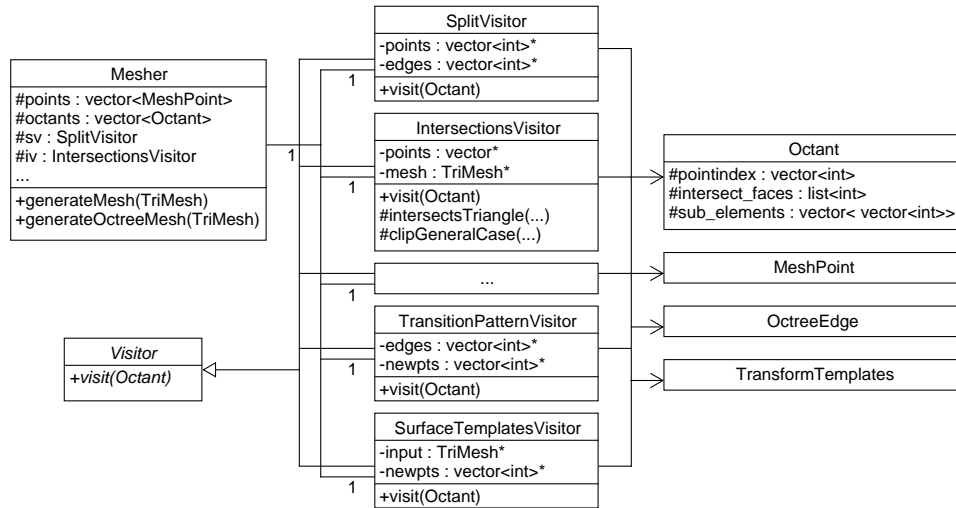 Mesher
#points : vector<MeshPoint>
#octants : vector<Octant>
#sv : SplitVisitor
#iv : IntersectionsVisitor
...
+generateMesh(TriMesh)
+generateOctreeMesh(TriMesh)
1
Visitor
+visit(Octant)
SplitVisitor
-points : vector<int>*
-edges : vector<int>*
+visit(Octant)
1
IntersectionsVisitor
-points : vector*
-mesh : TriMesh*
+visit(Octant)
#intersectsTriangle(...)
#clipGeneralCase(...)
1
...
1
TransitionPatternVisitor
-edges : vector<int>*
-newpts : vector<int>*
+visit(Octant)
1
SurfaceTemplatesVisitor
-input : TriMesh*
-newpts : vector<int>*
+visit(Octant)
1
Octant
#pointindex : vector<int>
#intersect_faces : list<int>
#sub_elements : vector< vector<int>>
MeshPoint
OctreeEdge
TransformTemplates